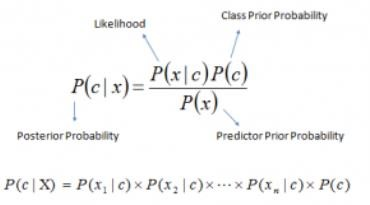 Likelihood
Class Prior Probability
P(c | x) = P(x | c)P(c) / P(x)
Posterior Probability
Predictor Prior Probability
P(c | X) = P(x₁ | c) × P(x₂ | c) × ··· × P(xₙ | c) × P(c)